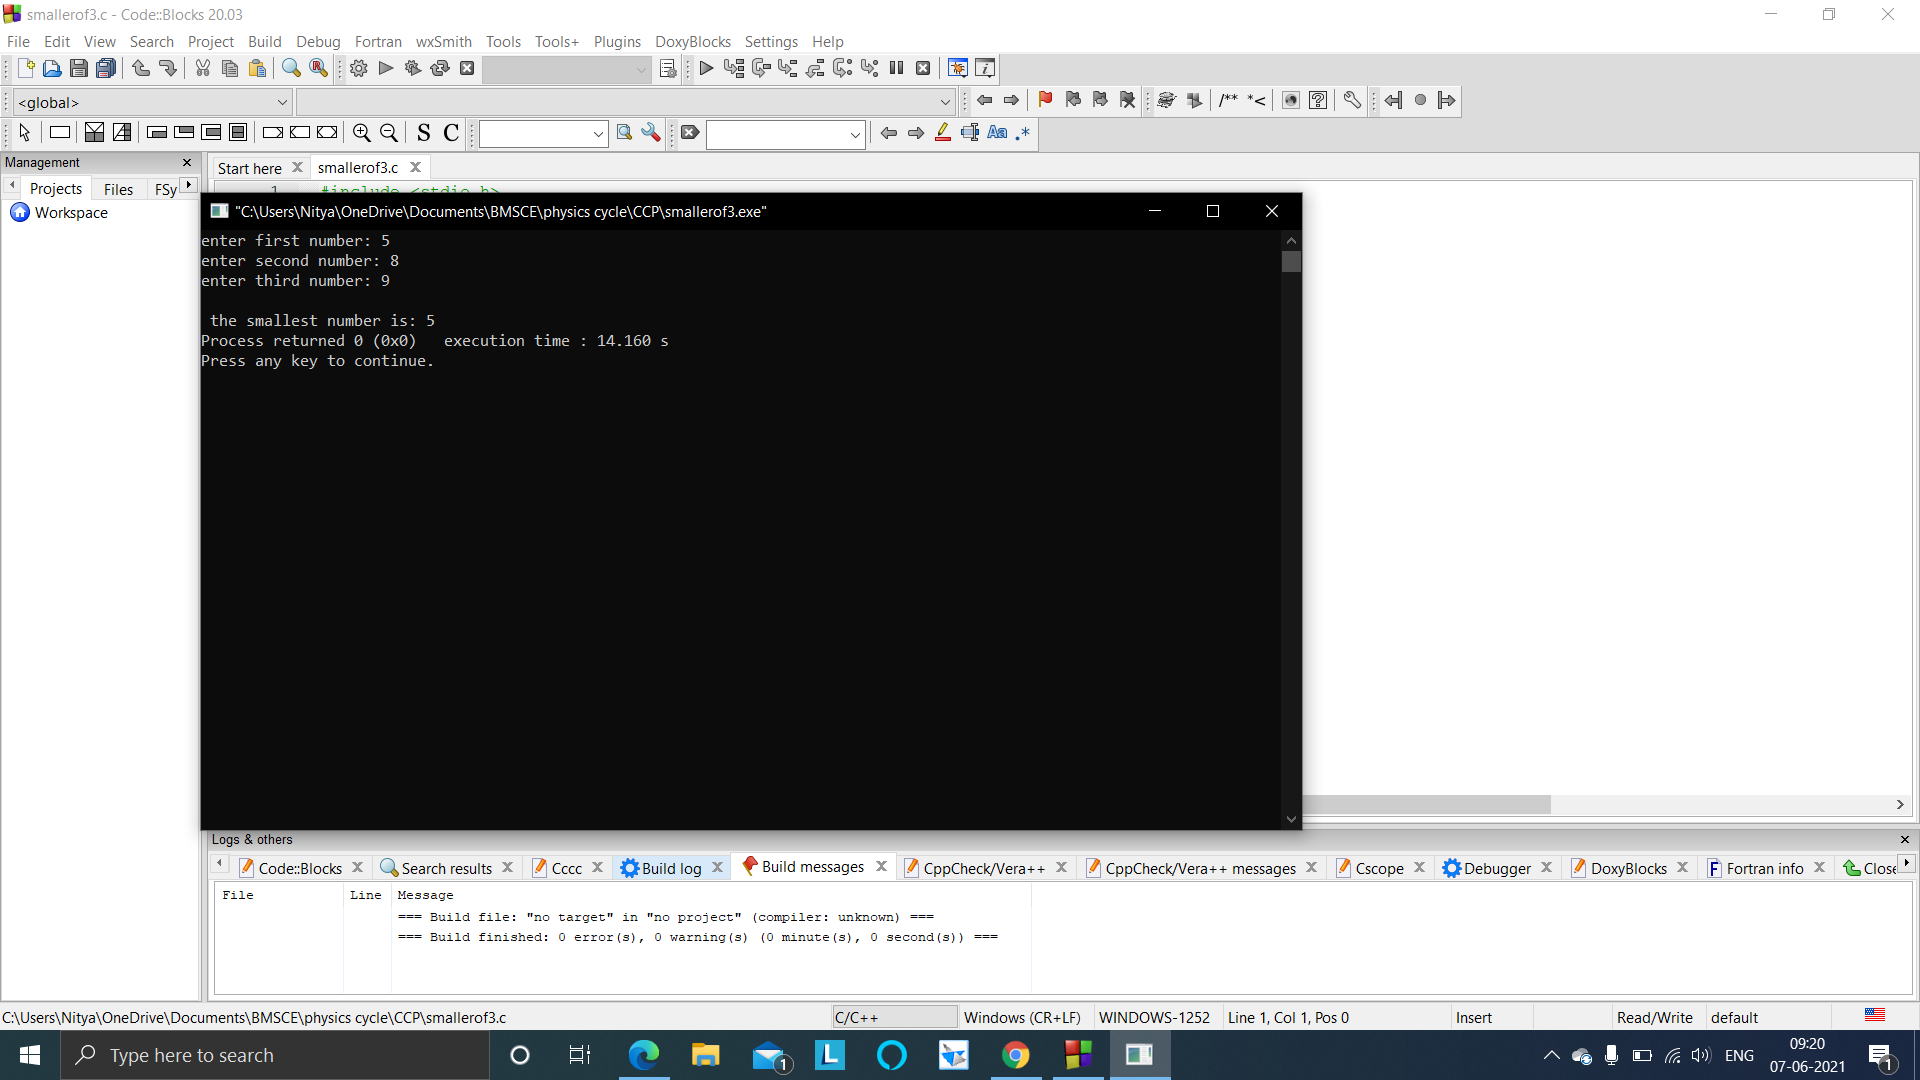 smallerof3.c - Code::Blocks 20.03
File Edit View Search Project Build Debug Fortran wxSmith Tools Tools+ Plugins DoxyBlocks Settings Help
<global>
/** *<
S C
Aa .*
Management
Start here smallerof3.c
Projects Files FSy
1 #include <stdio.h>
Workspace
"C:\Users\Nitya\OneDrive\Documents\BMSCE\physics cycle\CCP\smallerof3.exe"
enter first number: 5
enter second number: 8
enter third number: 9
the smallest number is: 5
Process returned 0 (0x0) execution time : 14.160 s
Press any key to continue.
Logs & others
Code::Blocks Search results Cccc Build log Build messages CppCheck/Vera++ CppCheck/Vera++ messages Cscope Debugger DoxyBlocks Fortran info Close
File Line Message
=== Build file: "no target" in "no project" (compiler: unknown) ===
=== Build finished: 0 error(s), 0 warning(s) (0 minute(s), 0 second(s)) ===
C:\Users\Nitya\OneDrive\Documents\BMSCE\physics cycle\CCP\smallerof3.c C/C++ Windows (CR+LF) WINDOWS-1252 Line 1, Col 1, Pos 0 Insert Read/Write default
Type here to search
1
L
ENG
09:20
07-06-2021
1